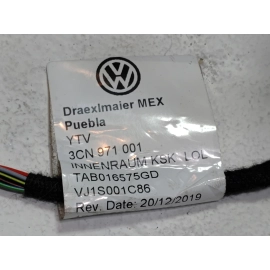 Draexlmaier MEX
Puebla
YTV
3CN 971 001
INNENRAUM KSK LOL
TAB016575GD
VJ1S001C86
Rev. Date: 20/12/2019